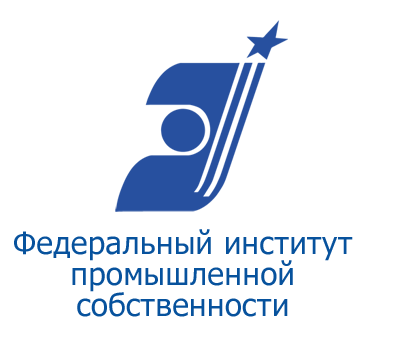 Федеральный институт
промышленной
собственности